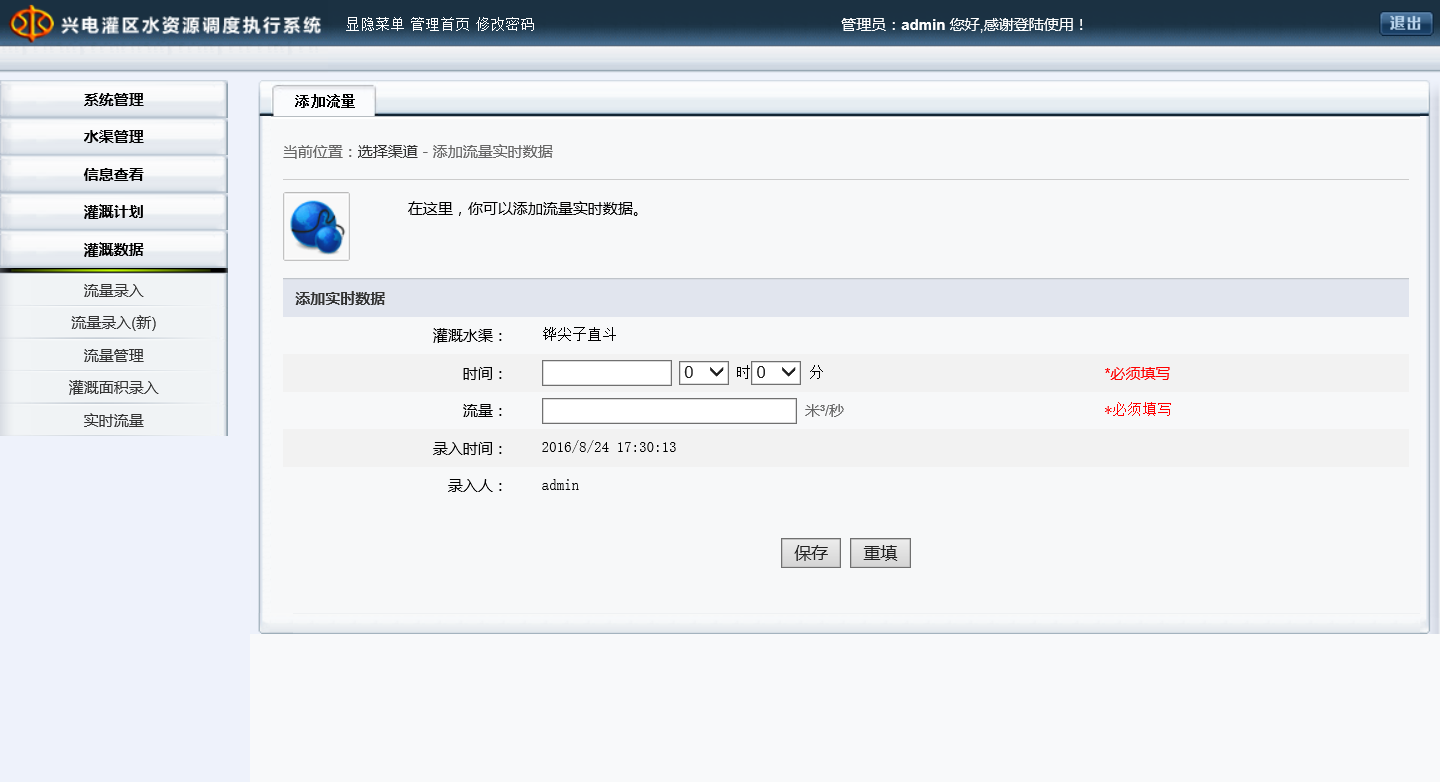 兴电灌区水资源调度执行系统 显隐菜单 管理首页 修改密码 管理员：admin 您好,感谢登陆使用！ 退出
系统管理
水渠管理
信息查看
灌溉计划
灌溉数据
流量录入
流量录入(新)
流量管理
灌溉面积录入
实时流量
添加流量
当前位置：选择渠道 - 添加流量实时数据
在这里，你可以添加流量实时数据。
添加实时数据
灌溉水渠： 铧尖子直斗
时间： 0 时 0 分 *必须填写
流量： 米³/秒 *必须填写
录入时间： 2016/8/24 17:30:13
录入人： admin
保存 重填